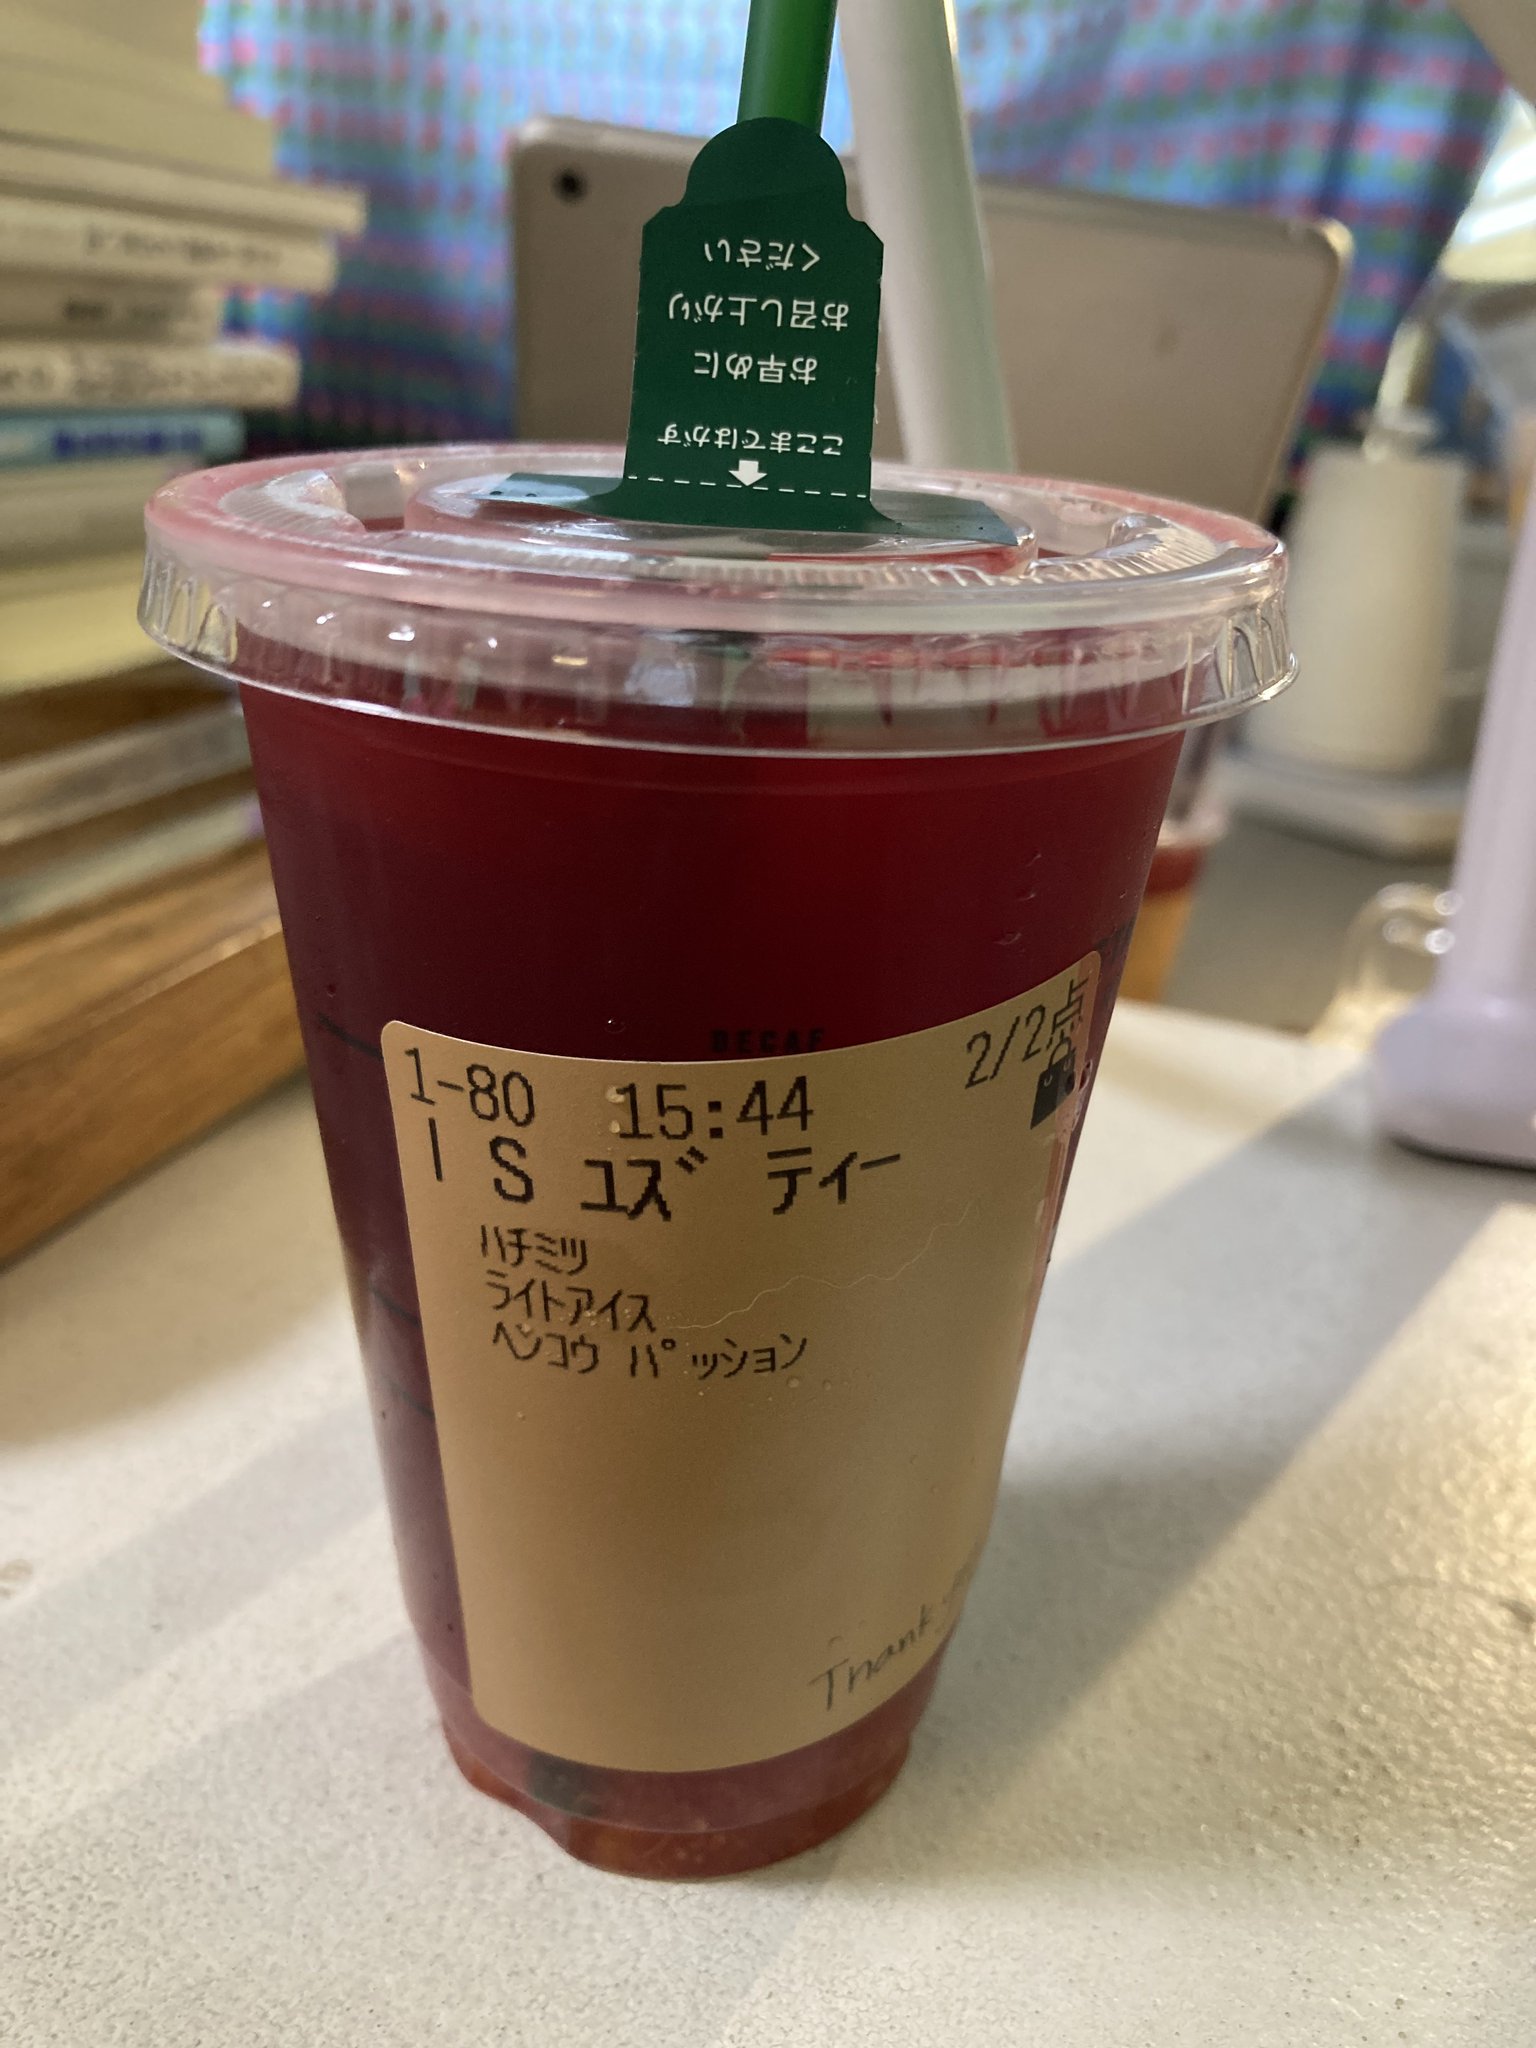 ここまではがす
お早めに
お召し上がり
ください
DECAF
1-80 15:44 2/2点
I S ユズ ティー
ハチミツ
ライトアイス
ヘンコウ パッション
Thank